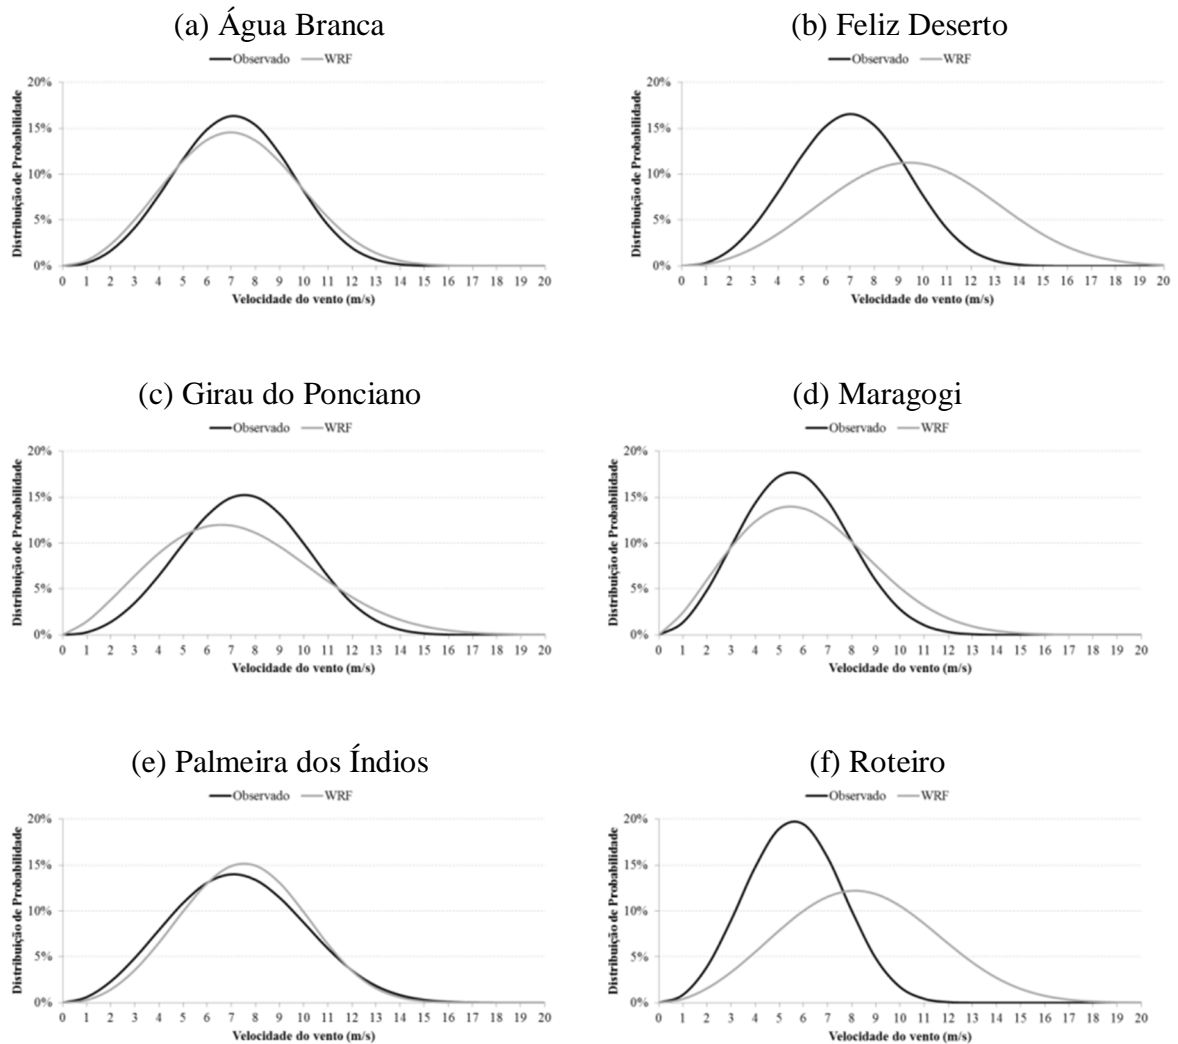 (a) Água Branca
Observado WRF
Distribuição de Probabilidade
20%
15%
10%
5%
0%
0 1 2 3 4 5 6 7 8 9 10 11 12 13 14 15 16 17 18 19 20
Velocidade do vento (m/s)
(b) Feliz Deserto
Observado WRF
Distribuição de Probabilidade
20%
15%
10%
5%
0%
0 1 2 3 4 5 6 7 8 9 10 11 12 13 14 15 16 17 18 19 20
Velocidade do vento (m/s)
(c) Girau do Ponciano
Observado WRF
Distribuição de Probabilidade
20%
15%
10%
5%
0%
0 1 2 3 4 5 6 7 8 9 10 11 12 13 14 15 16 17 18 19 20
Velocidade do vento (m/s)
(d) Maragogi
Observado WRF
Distribuição de Probabilidade
20%
15%
10%
5%
0%
0 1 2 3 4 5 6 7 8 9 10 11 12 13 14 15 16 17 18 19 20
Velocidade do vento (m/s)
(e) Palmeira dos Índios
Observado WRF
Distribuição de Probabilidade
20%
15%
10%
5%
0%
0 1 2 3 4 5 6 7 8 9 10 11 12 13 14 15 16 17 18 19 20
Velocidade do vento (m/s)
(f) Roteiro
Observado WRF
Distribuição de Probabilidade
20%
15%
10%
5%
0%
0 1 2 3 4 5 6 7 8 9 10 11 12 13 14 15 16 17 18 19 20
Velocidade do vento (m/s)